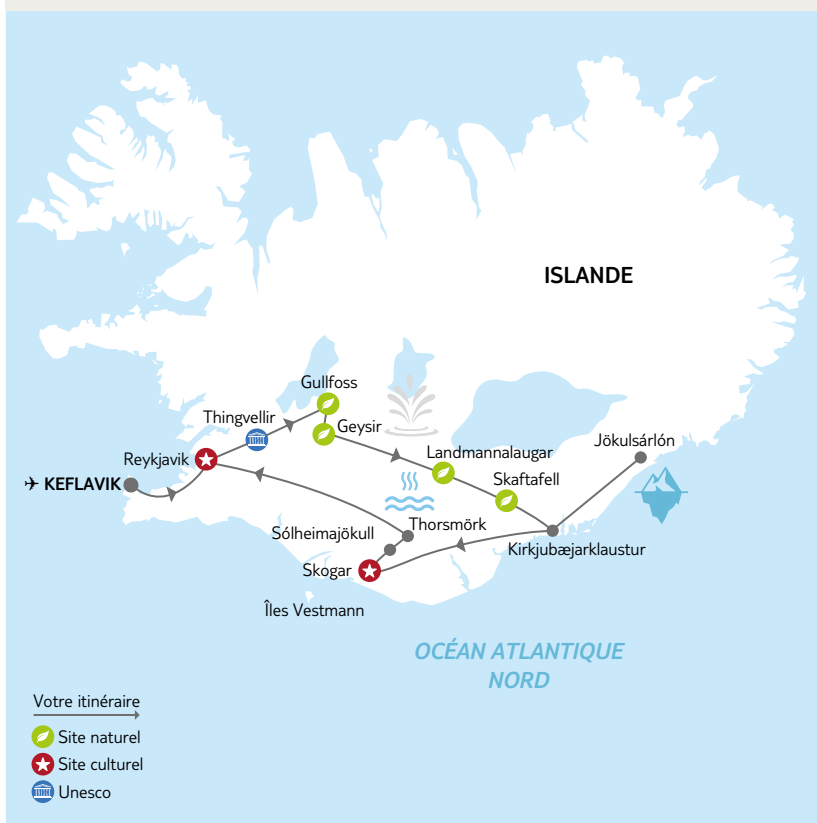 ISLANDE
Gullfoss
Thingvellir
Geysir
Landmannalaugar
Jökulsárlón
Reykjavik
Skaftafell
KEFLAVIK
Thorsmörk
Sólheimajökull
Kirkjubæjarklaustur
Skogar
Îles Vestmann
OCÉAN ATLANTIQUE
NORD
Votre itinéraire
Site naturel
Site culturel
Unesco